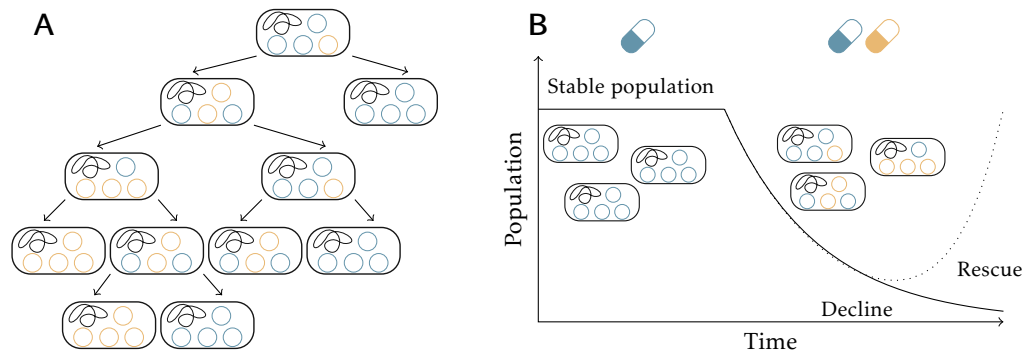 A
B
Stable population
Population
Rescue
Decline
Time